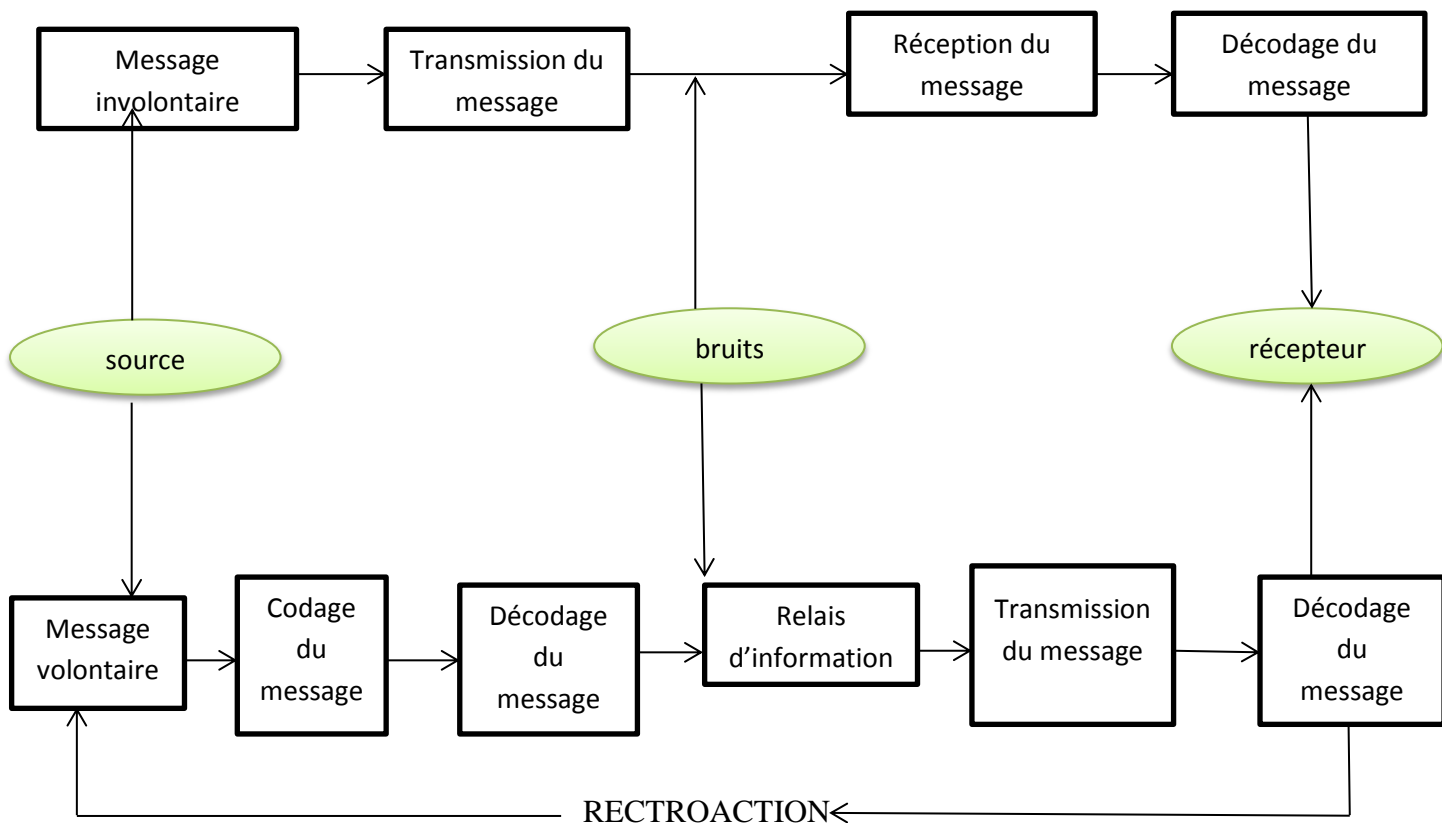 Message
involontaire
Transmission du
message
Réception du
message
Décodage du
message
source
bruits
récepteur
Message
volontaire
Codage
du
message
Décodage
du
message
Relais
d’information
Transmission
du message
Décodage
du
message
RECTROACTION